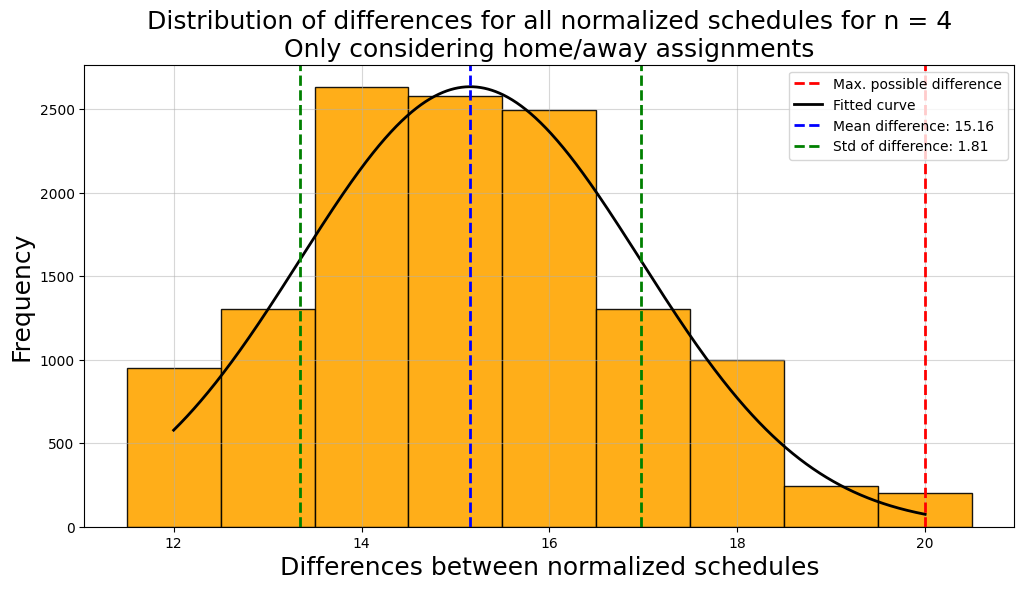 Distribution of differences for all normalized schedules for n = 4
Only considering home/away assignments
Max. possible difference
Fitted curve
Mean difference: 15.16
Std of difference: 1.81
Frequency
2500
2000
1500
1000
500
0
12
14
16
18
20
Differences between normalized schedules